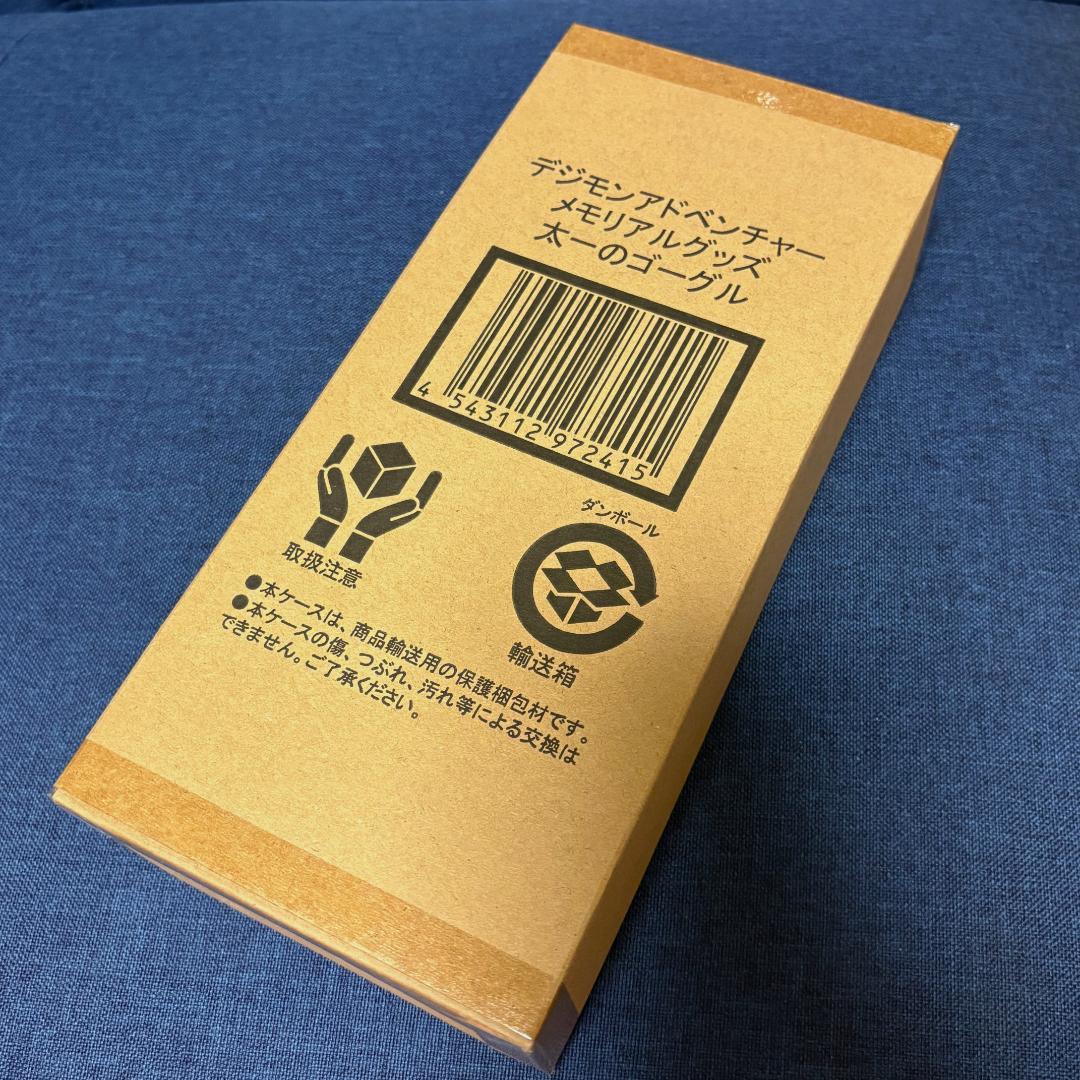 デジモンアドベンチャー
メモリアルグッズ
太一のゴーグル
4 543112 972415
取扱注意
ダンボール
輸送箱
●本ケースは、商品輸送用の保護梱包材です。
●本ケースの傷、つぶれ、汚れ等による交換は
できません。ご了承ください。